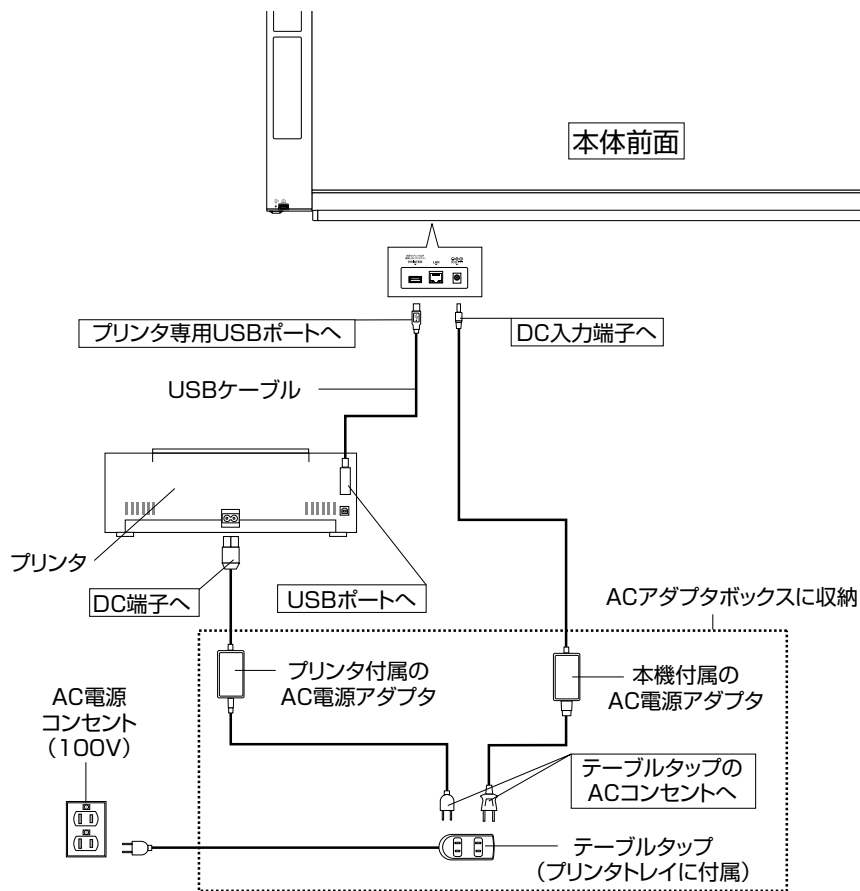 本体前面
PRINTER
LAN
プリンタ専用USBポートへ
DC入力端子へ
USBケーブル
プリンタ
DC端子へ
USBポートへ
ACアダプタボックスに収納
プリンタ付属の
AC電源アダプタ
本機付属の
AC電源アダプタ
AC電源
コンセント
（100V）
テーブルタップの
ACコンセントへ
テーブルタップ
（プリンタトレイに付属）